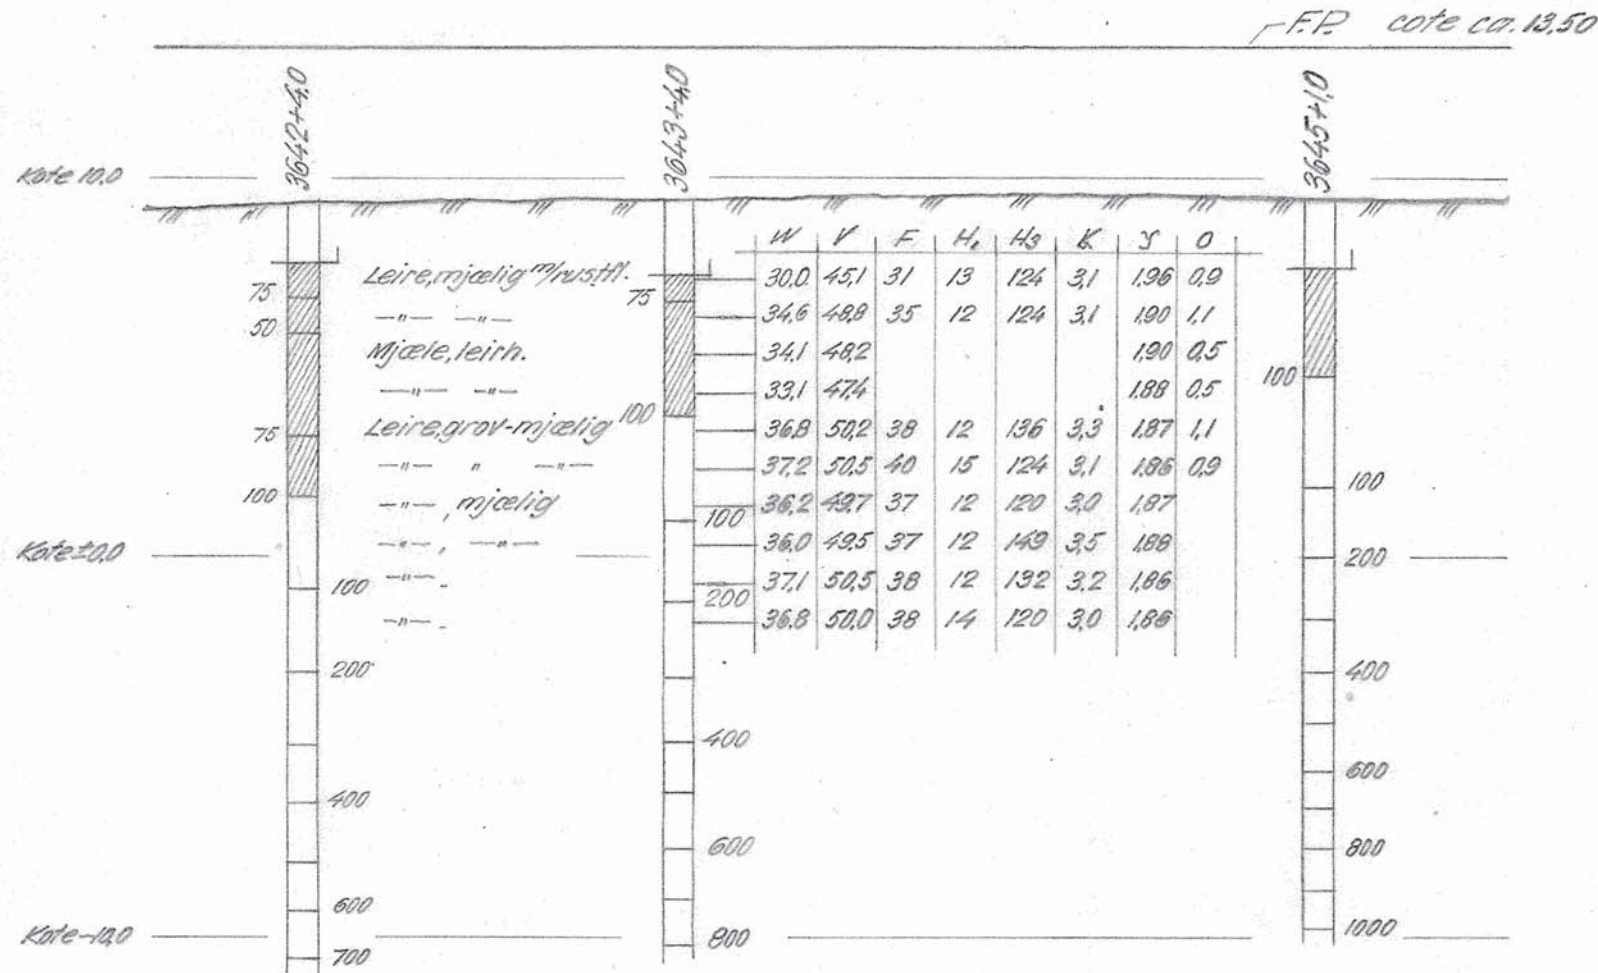 F.P. cote ca. 13,50
3642+4,0
3643+4,0
3645+1,0
Kote 10,0
W V F H₁ H3 K γ O
Leire, mjælig m/rustfl. 30,0 45,1 31 13 124 3,1 1,96 0,9
75
75
—"— —"— 34,6 48,8 35 12 124 3,1 1,90 1,1
50
Mjæle, leirh. 34,1 48,2 1,90 0,5
100
—"— —"— 33,1 47,4 1,88 0,5
100
Leire, grov-mjælig 36,8 50,2 38 12 136 3,3 1,87 1,1
75
—"— " —"— 37,2 50,5 40 15 124 3,1 1,86 0,9
100
100
—"— , mjælig 36,2 49,7 37 12 120 3,0 1,87
100
—"— , —"— 36,0 49,5 37 12 149 3,5 1,88
Kote ±0,0
200
—"— . 37,1 50,5 38 12 132 3,2 1,86
100
200
—"— . 36,8 50,0 38 14 120 3,0 1,86
200
400
400
600
400
600
800
600
1000
Kote -10,0
800
700